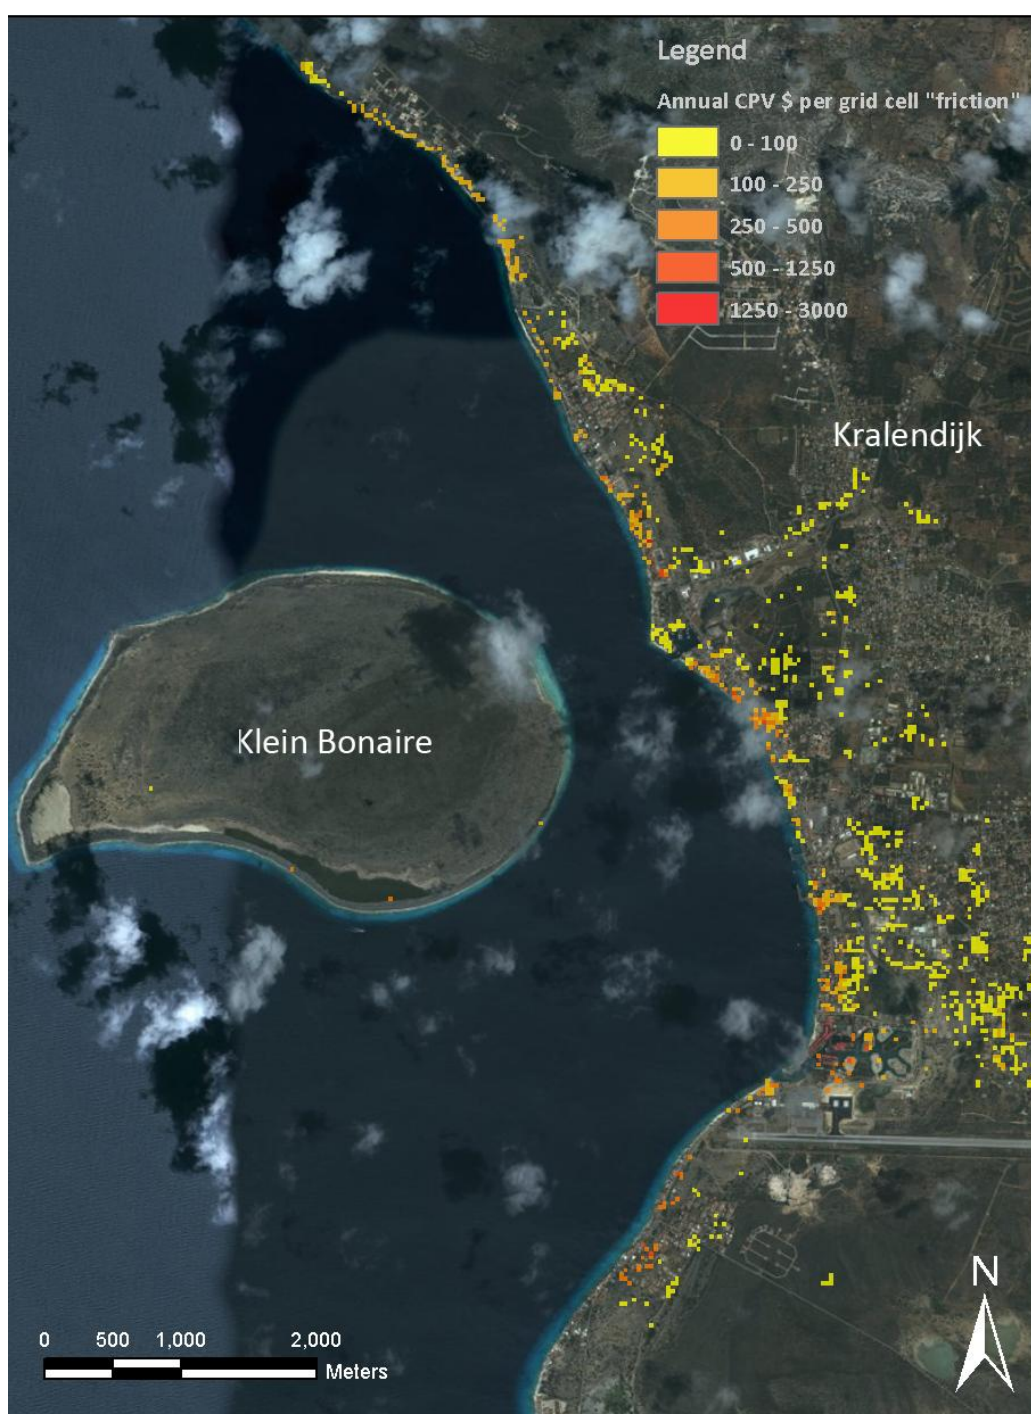 Legend
Annual CPV $ per grid cell "friction"
0 - 100
100 - 250
250 - 500
500 - 1250
1250 - 3000
Kralendijk
Klein Bonaire
N
0 500 1,000 2,000
Meters